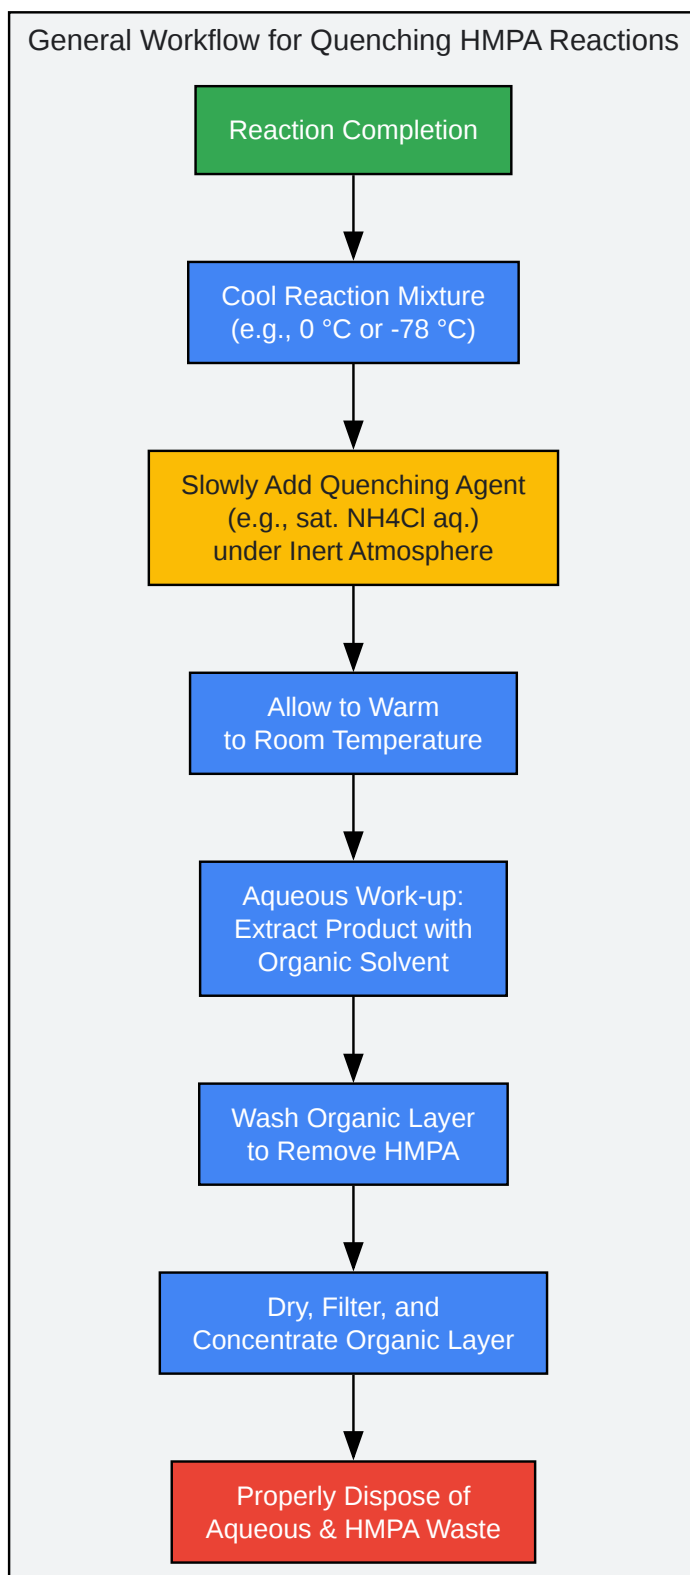 General Workflow for Quenching HMPA Reactions
Reaction Completion
Cool Reaction Mixture
(e.g., 0 °C or -78 °C)
Slowly Add Quenching Agent
(e.g., sat. NH4Cl aq.)
under Inert Atmosphere
Allow to Warm
to Room Temperature
Aqueous Work-up:
Extract Product with
Organic Solvent
Wash Organic Layer
to Remove HMPA
Dry, Filter, and
Concentrate Organic Layer
Properly Dispose of
Aqueous & HMPA Waste